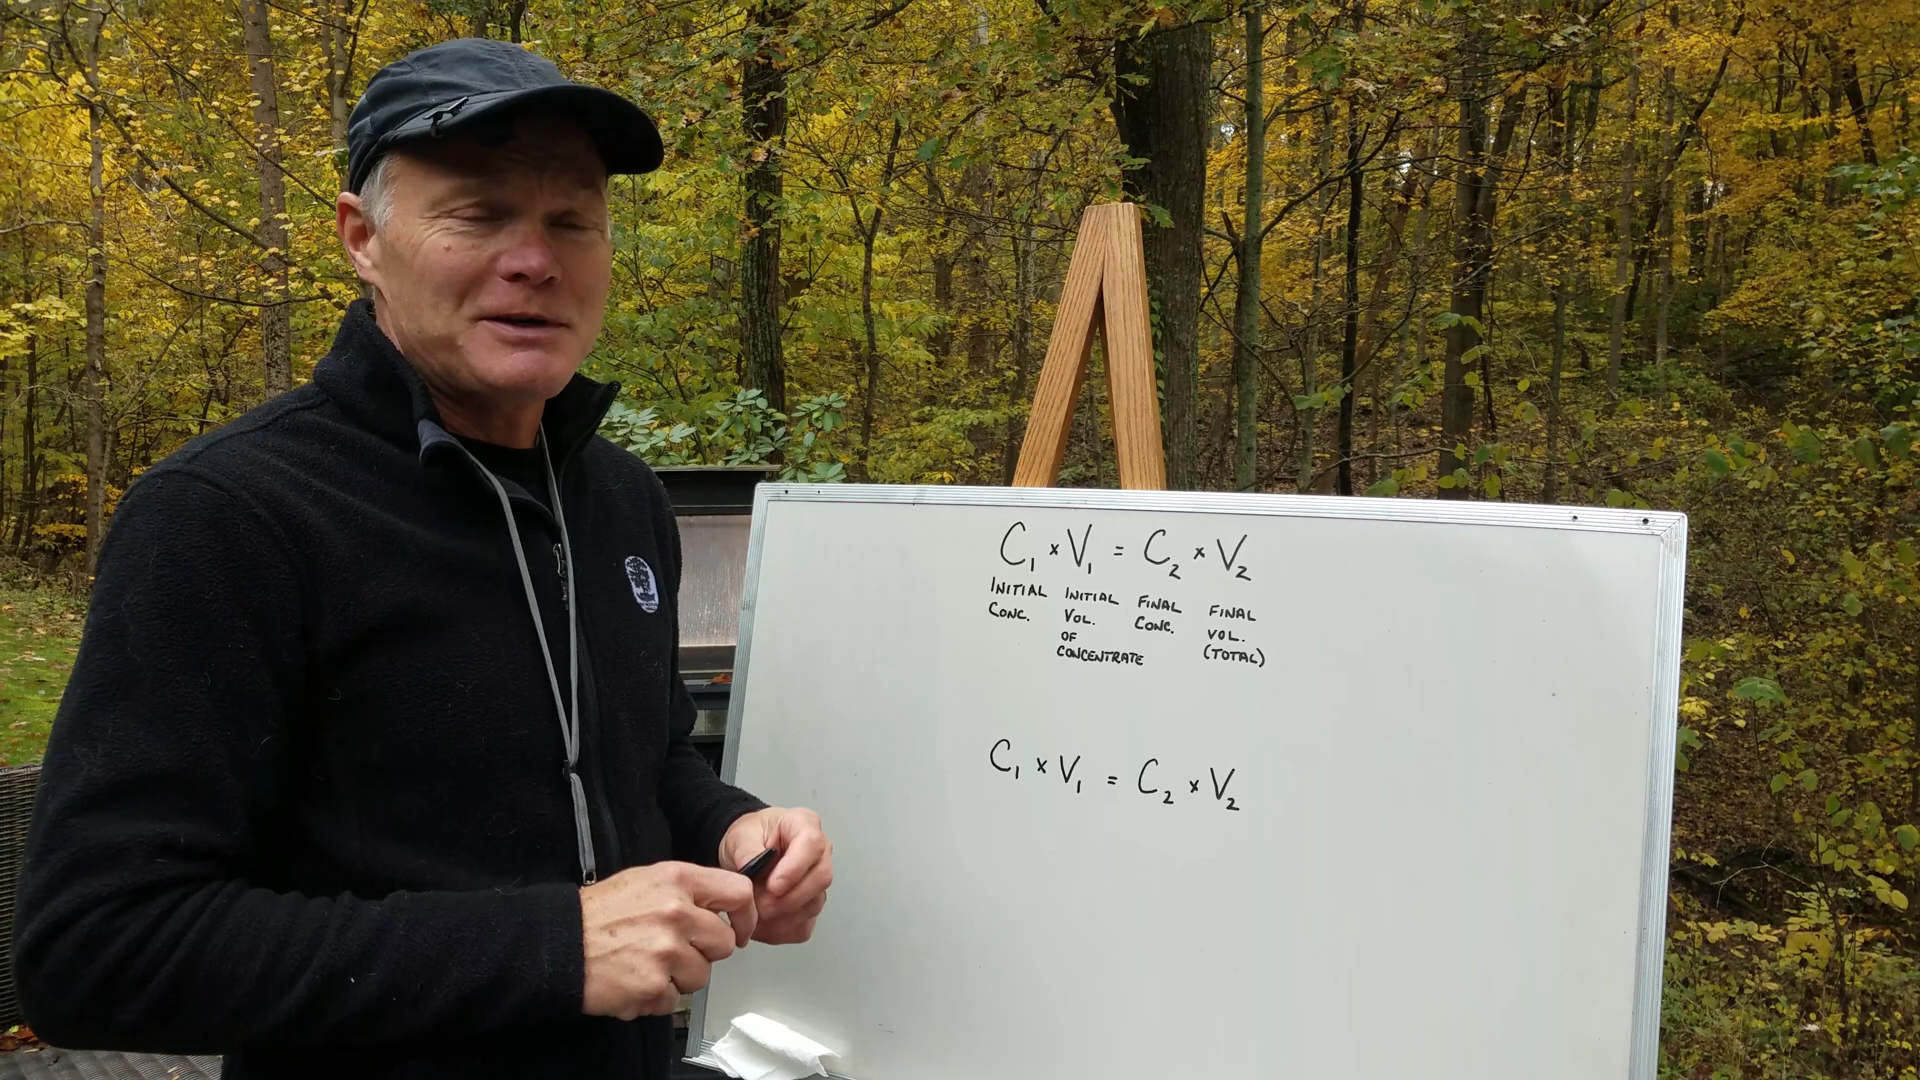 C₁ × V₁ = C₂ × V₂
INITIAL INITIAL FINAL FINAL
CONC. VOL. CONC. VOL.
OF (TOTAL)
CONCENTRATE
C₁ × V₁ = C₂ × V₂